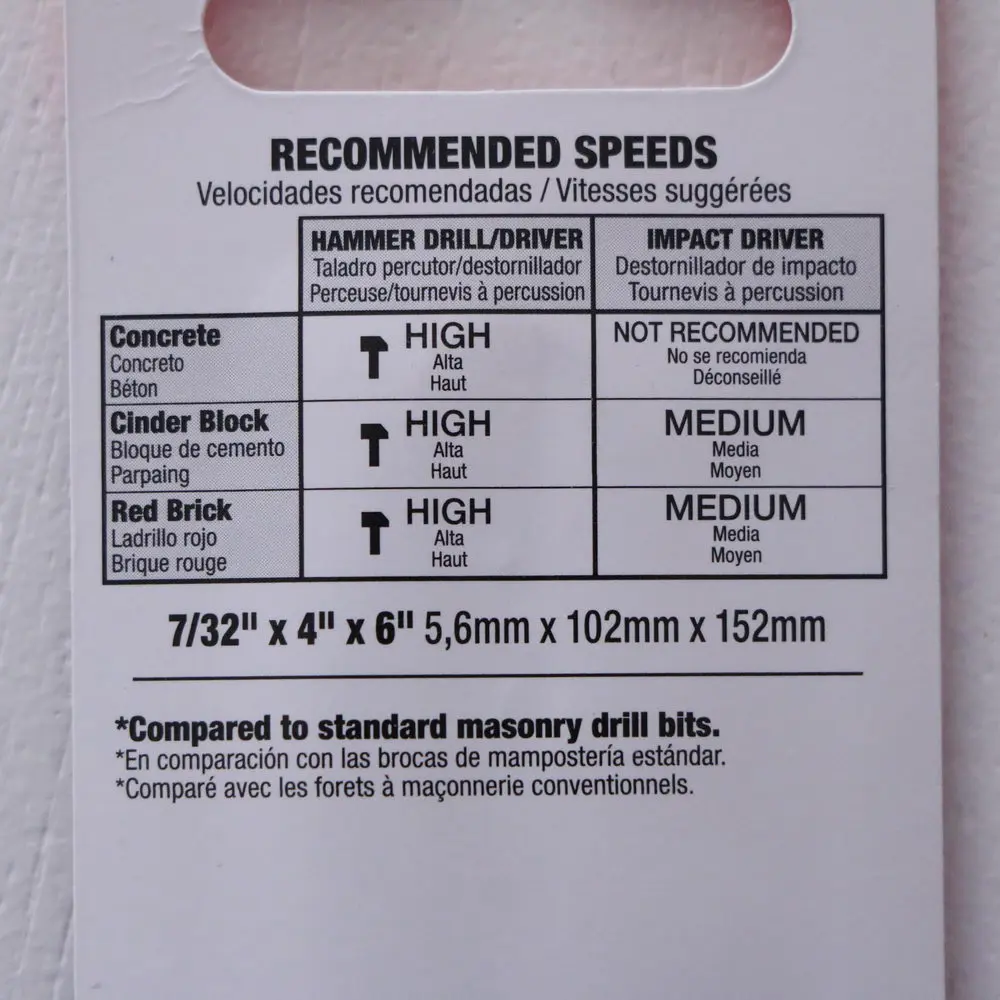 RECOMMENDED SPEEDS
Velocidades recomendadas / Vitesses suggérées
HAMMER DRILL/DRIVER
Taladro percutor/destornillador
Perceuse/tournevis à percussion
IMPACT DRIVER
Destornillador de impacto
Tournevis à percussion
Concrete
Concreto
Béton
HIGH
Alta
Haut
NOT RECOMMENDED
No se recomienda
Déconseillé
Cinder Block
Bloque de cemento
Parpaing
HIGH
Alta
Haut
MEDIUM
Media
Moyen
Red Brick
Ladrillo rojo
Brique rouge
HIGH
Alta
Haut
MEDIUM
Media
Moyen
7/32" x 4" x 6" 5,6mm x 102mm x 152mm
*Compared to standard masonry drill bits.
*En comparación con las brocas de mampostería estándar.
*Comparé avec les forets à maçonnerie conventionnels.